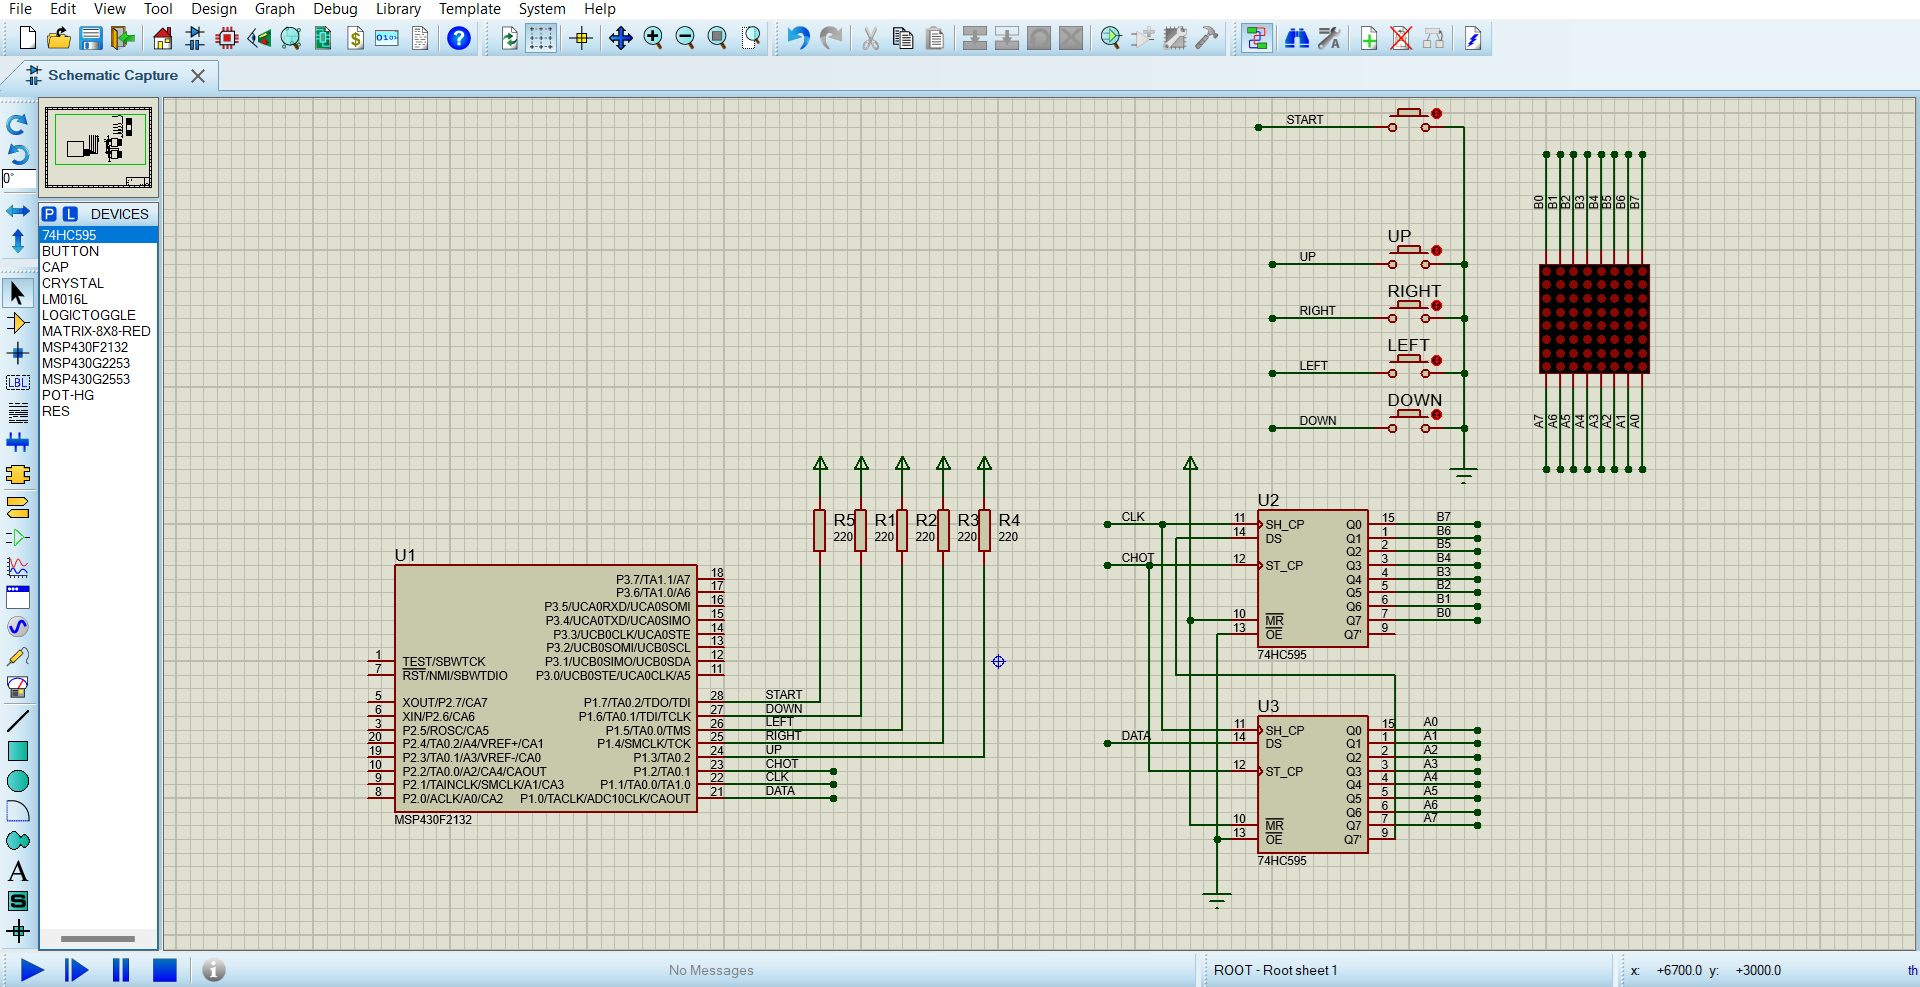 File Edit View Tool Design Graph Debug Library Template System Help
Schematic Capture
0°
P L DEVICES
74HC595
BUTTON
CAP
CRYSTAL
LM016L
LOGICTOGGLE
MATRIX-8X8-RED
MSP430F2132
MSP430G2253
MSP430G2553
POT-HG
RES
LBL
A
S
START
UP
UP
RIGHT
RIGHT
LEFT
LEFT
DOWN
DOWN
B0 B1 B2 B3 B4 B5 B6 B7
A7 A6 A5 A4 A3 A2 A1 A0
R5 R1 R2 R3 R4
220 220 220 220 220
U1
P3.7/TA1.1/A7 18
P3.6/TA1.0/A6 17
P3.5/UCA0RXD/UCA0SOMI 16
P3.4/UCA0TXD/UCA0SIMO 15
P3.3/UCB0CLK/UCA0STE 14
P3.2/UCB0SOMI/UCB0SCL 13
1 TEST/SBWTCK P3.1/UCB0SIMO/UCB0SDA 12
7 RST/NMI/SBWTDIO P3.0/UCB0STE/UCA0CLK/A5 11
5 XOUT/P2.7/CA7 P1.7/TA0.2/TDO/TDI 28 START
6 XIN/P2.6/CA6 P1.6/TA0.1/TDI/TCLK 27 DOWN
3 P2.5/ROSC/CA5 P1.5/TA0.0/TMS 26 LEFT
20 P2.4/TA0.2/A4/VREF+/CA1 P1.4/SMCLK/TCK 25 RIGHT
19 P2.3/TA0.1/A3/VREF-/CA0 P1.3/TA0.2 24 UP
10 P2.2/TA0.0/A2/CA4/CAOUT P1.2/TA0.1 23 CHOT
9 P2.1/TAINCLK/SMCLK/A1/CA3 P1.1/TA0.0/TA1.0 22 CLK
8 P2.0/ACLK/A0/CA2 P1.0/TACLK/ADC10CLK/CAOUT 21 DATA
MSP430F2132
U2
CLK 11 SH_CP Q0 15 B7
14 DS Q1 1 B6
Q2 2 B5
CHOT 12 ST_CP Q3 3 B4
Q4 4 B3
Q5 5 B2
Q6 6 B1
10 MR Q7 7 B0
13 OE Q7' 9
74HC595
U3
11 SH_CP Q0 15 A0
DATA 14 DS Q1 1 A1
Q2 2 A2
12 ST_CP Q3 3 A3
Q4 4 A4
Q5 5 A5
Q6 6 A6
10 MR Q7 7 A7
13 OE Q7' 9
74HC595
No Messages ROOT - Root sheet 1 x: +6700.0 y: +3000.0 th